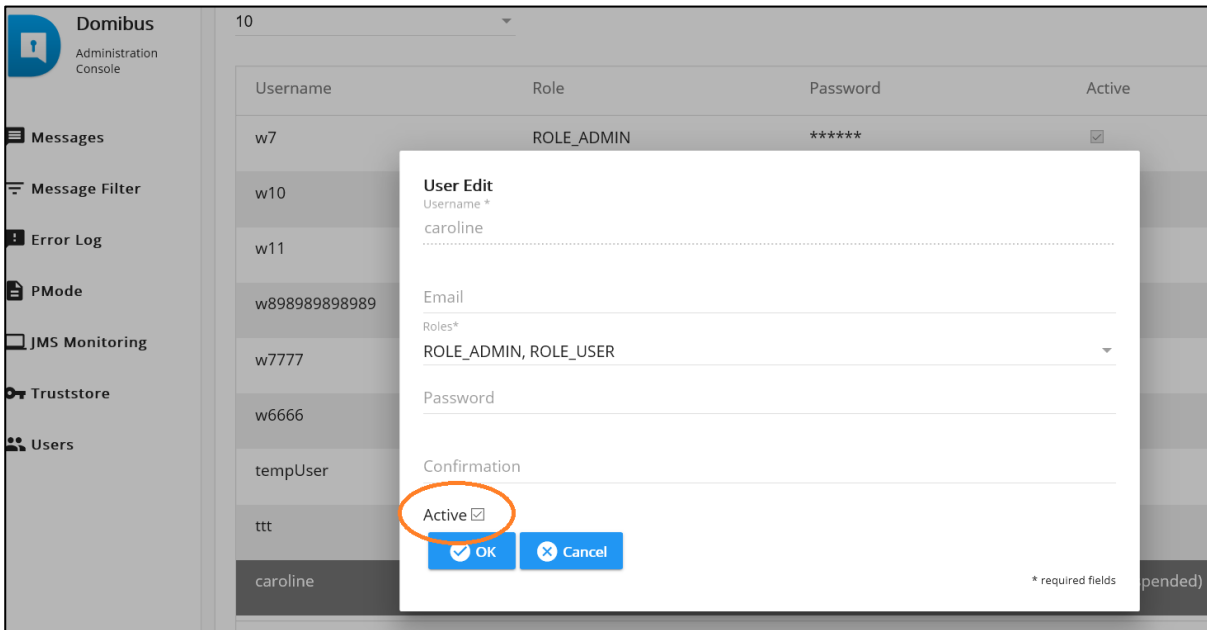 Domibus
Administration
Console
Messages
Message Filter
Error Log
PMode
JMS Monitoring
Truststore
Users
10
Username Role Password Active
w7 ROLE_ADMIN ******
w10
w11
w898989898989
w7777
w6666
tempUser
ttt
caroline pended)
User Edit
Username *
caroline
Email
Roles*
ROLE_ADMIN, ROLE_USER
Password
Confirmation
Active
OK Cancel
* required fields